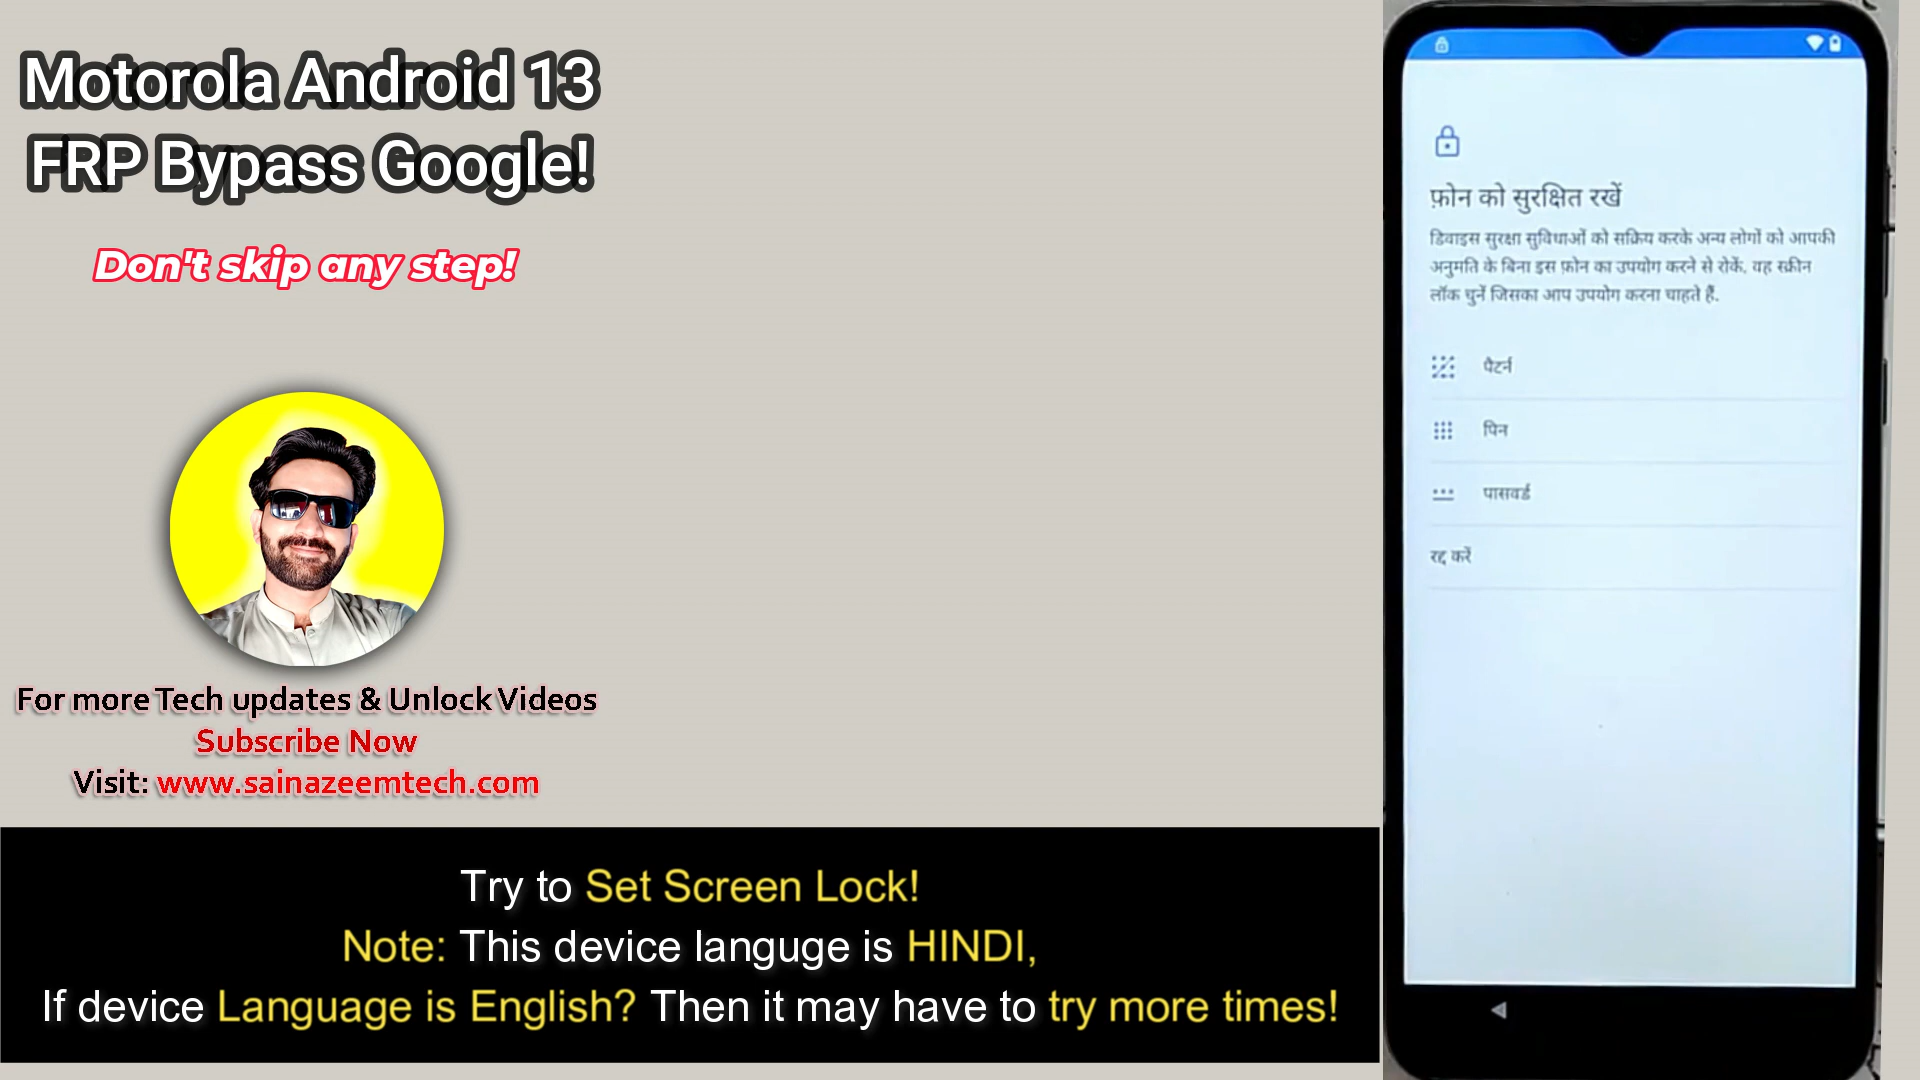 Motorola Android 13
FRP Bypass Google!
Don't skip any step!
For more Tech updates & Unlock Videos
Subscribe Now
Visit: www.sainazeemtech.com
Try to Set Screen Lock!
Note: This device languge is HINDI,
If device Language is English? Then it may have to try more times!
फ़ोन को सुरक्षित रखें
डिवाइस सुरक्षा सुविधाओं को सक्रिय करके अन्य लोगों को आपकी
अनुमति के बिना इस फ़ोन का उपयोग करने से रोकें. वह स्क्रीन
लॉक चुनें जिसका आप उपयोग करना चाहते हैं.
पैटर्न
पिन
पासवर्ड
रद्द करें